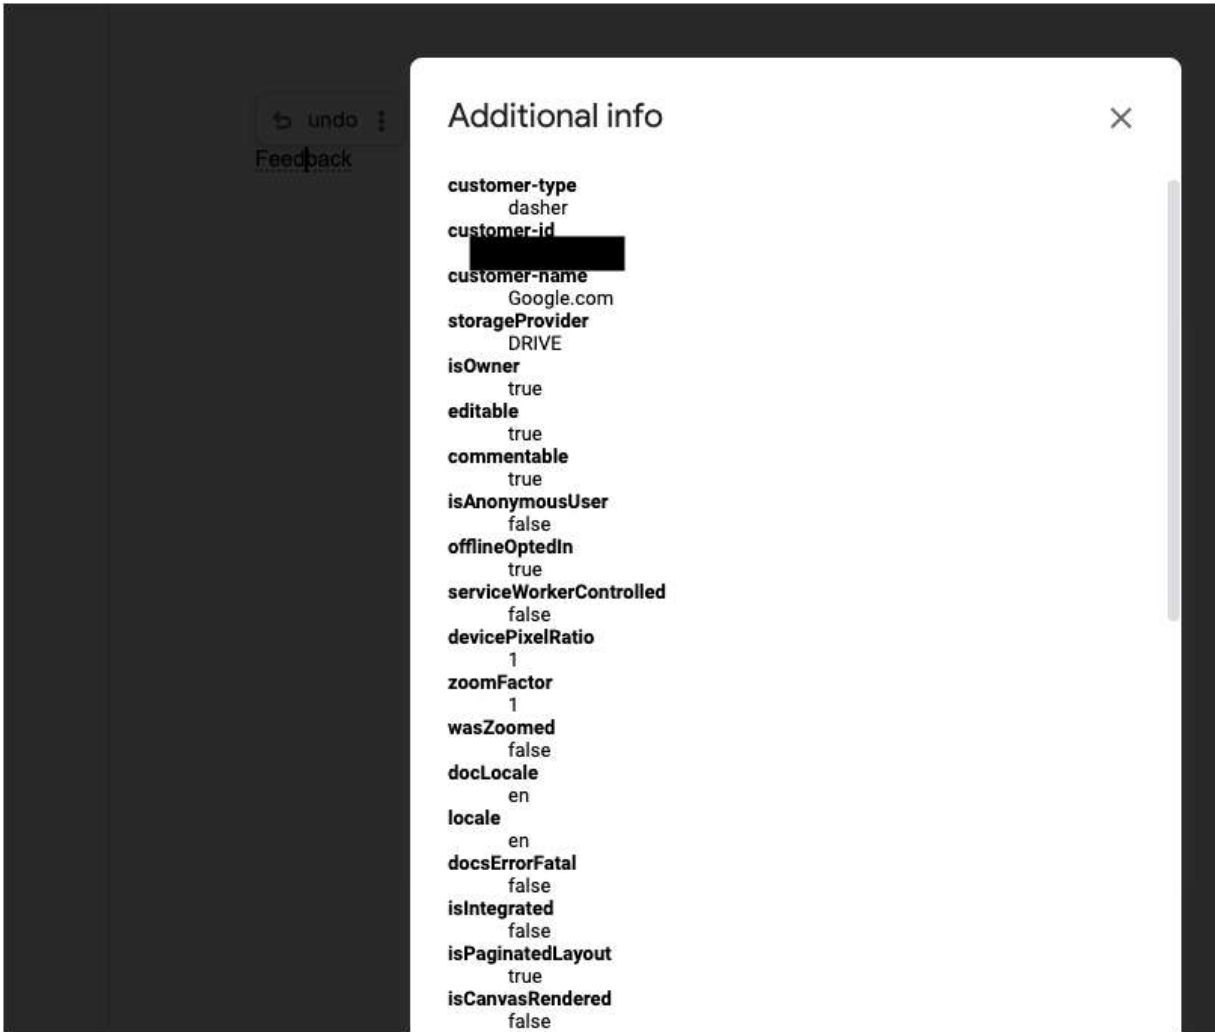 undo
Feedback
Additional info
customer-type
dasher
customer-id
customer-name
Google.com
storageProvider
DRIVE
isOwner
true
editable
true
commentable
true
isAnonymousUser
false
offlineOptedIn
true
serviceWorkerControlled
false
devicePixelRatio
1
zoomFactor
1
wasZoomed
false
docLocale
en
locale
en
docsErrorFatal
false
isIntegrated
false
isPaginatedLayout
true
isCanvasRendered
false